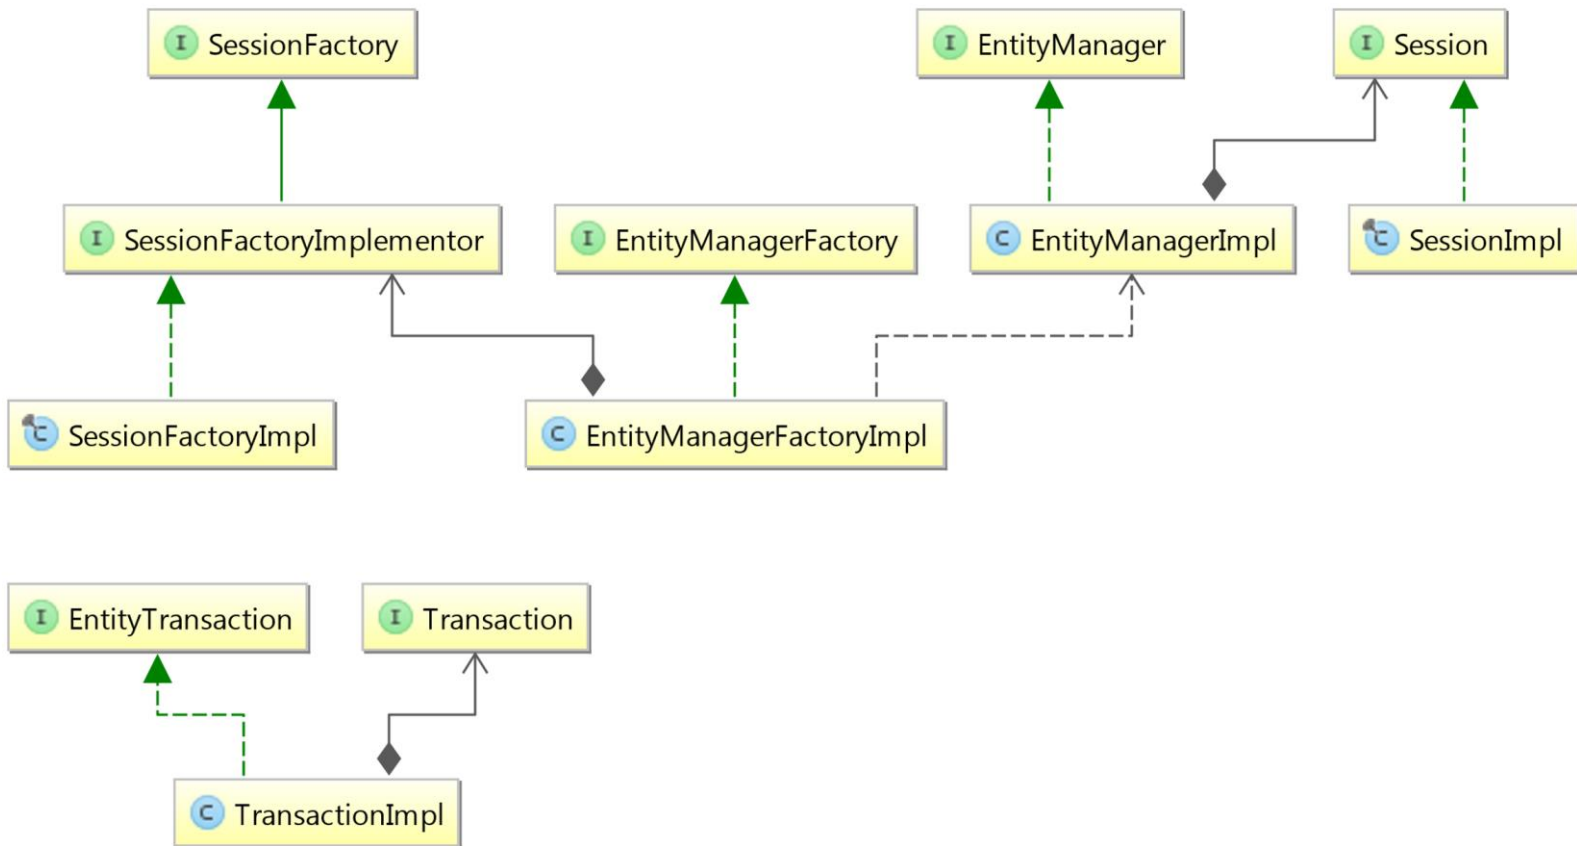 I SessionFactory
I EntityManager
I Session
I SessionFactoryImplementor
I EntityManagerFactory
C EntityManagerImpl
C SessionImpl
C SessionFactoryImpl
C EntityManagerFactoryImpl
I EntityTransaction
I Transaction
C TransactionImpl